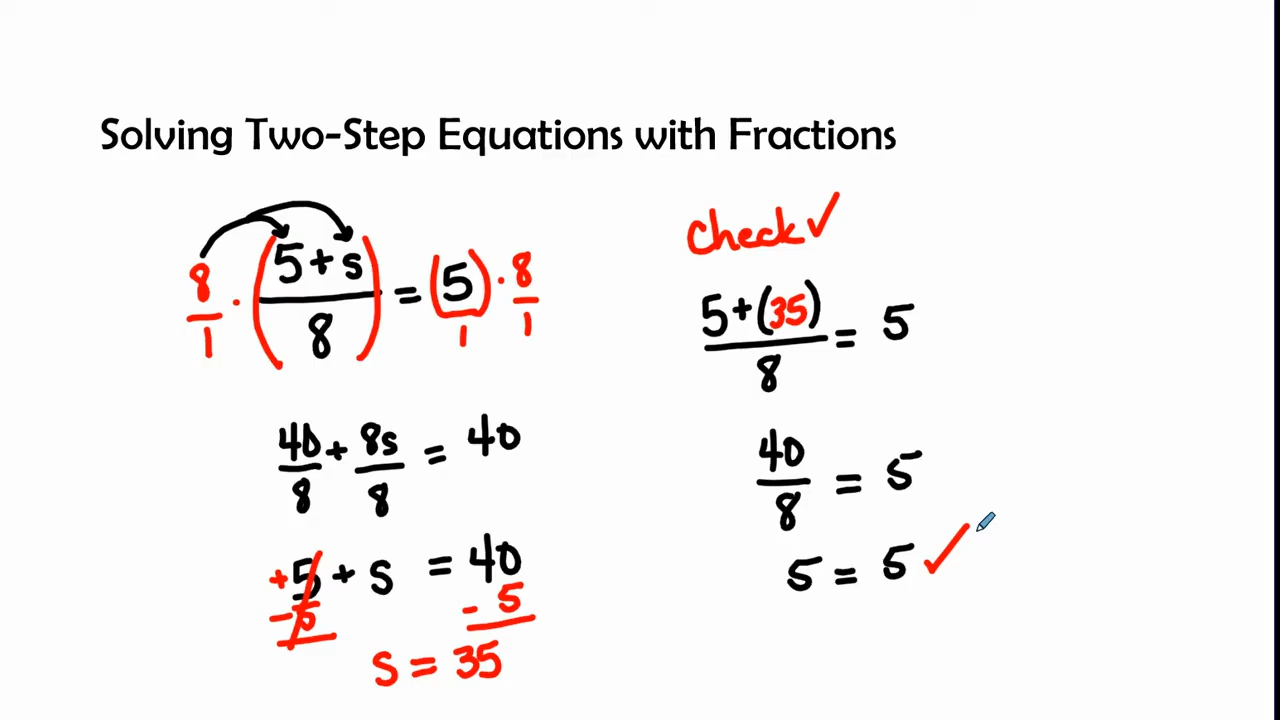 Solving Two-Step Equations with Fractions
8/1 · ((5 + s)/8) = (5)/1 · 8/1
40/8 + 8s/8 = 40
+5 + s = 40
-5 - 5
s = 35
check ✓
(5 + (35))/8 = 5
40/8 = 5
5 = 5 ✓